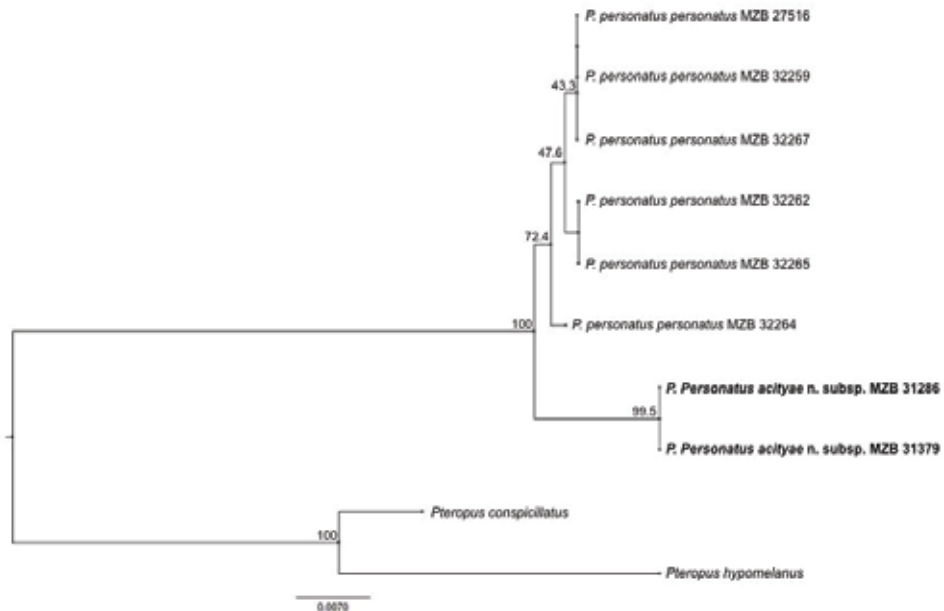 P. personatus personatus MZB 27516
P. personatus personatus MZB 32259
43.3
P. personatus personatus MZB 32267
47.6
P. personatus personatus MZB 32262
72.4
P. personatus personatus MZB 32265
100
P. personatus personatus MZB 32264
P. Personatus acityae n. subsp. MZB 31286
99.5
P. Personatus acityae n. subsp. MZB 31379
Pteropus conspicillatus
100
Pteropus hypomelanus
0.0070